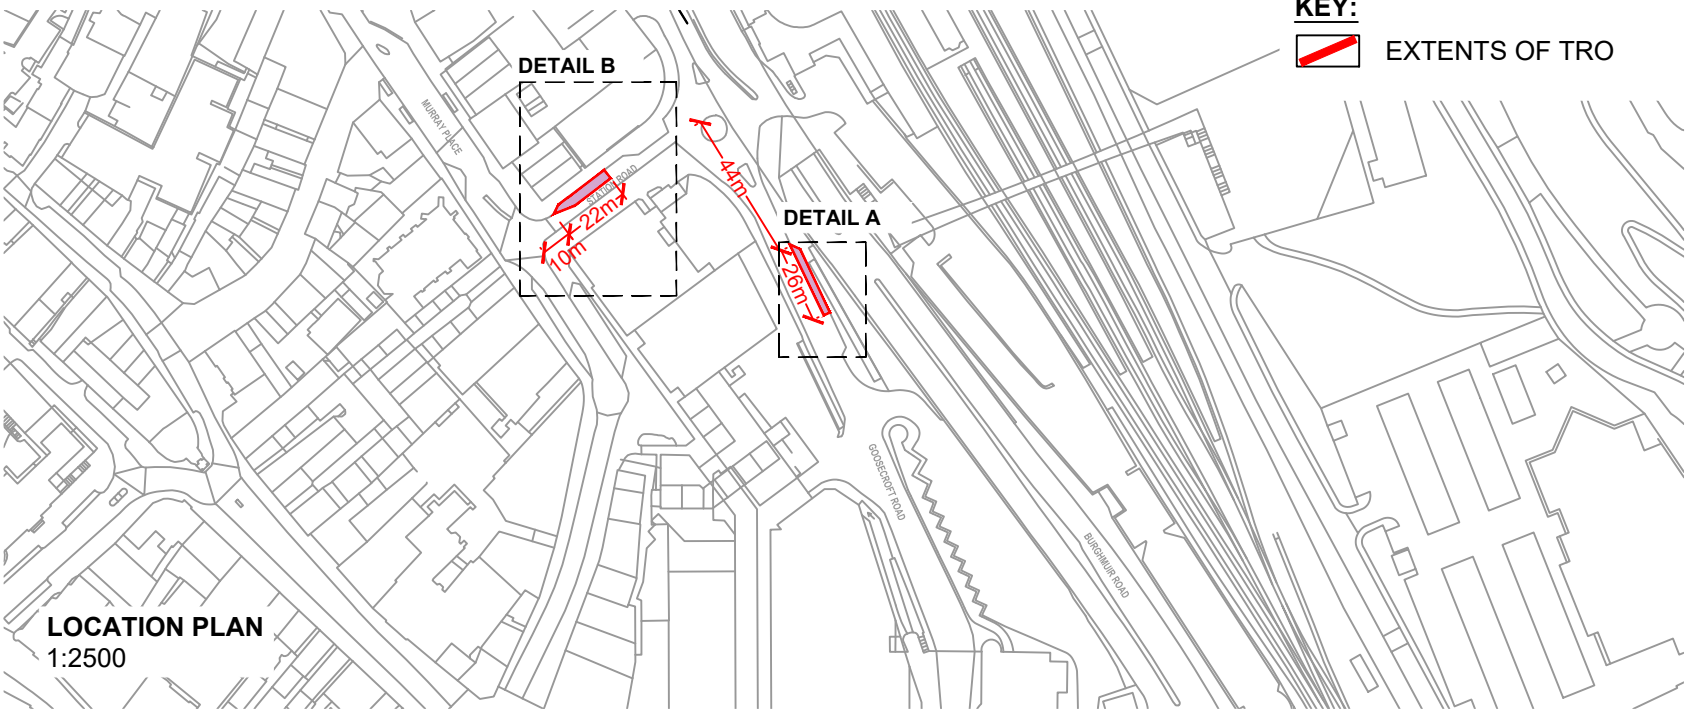 KEY:
EXTENTS OF TRO
DETAIL B
MURRAY PLACE
STATION ROAD
22m
10m
44m
DETAIL A
26m
GOOSECROFT ROAD
BURGHMUIR ROAD
LOCATION PLAN
1:2500